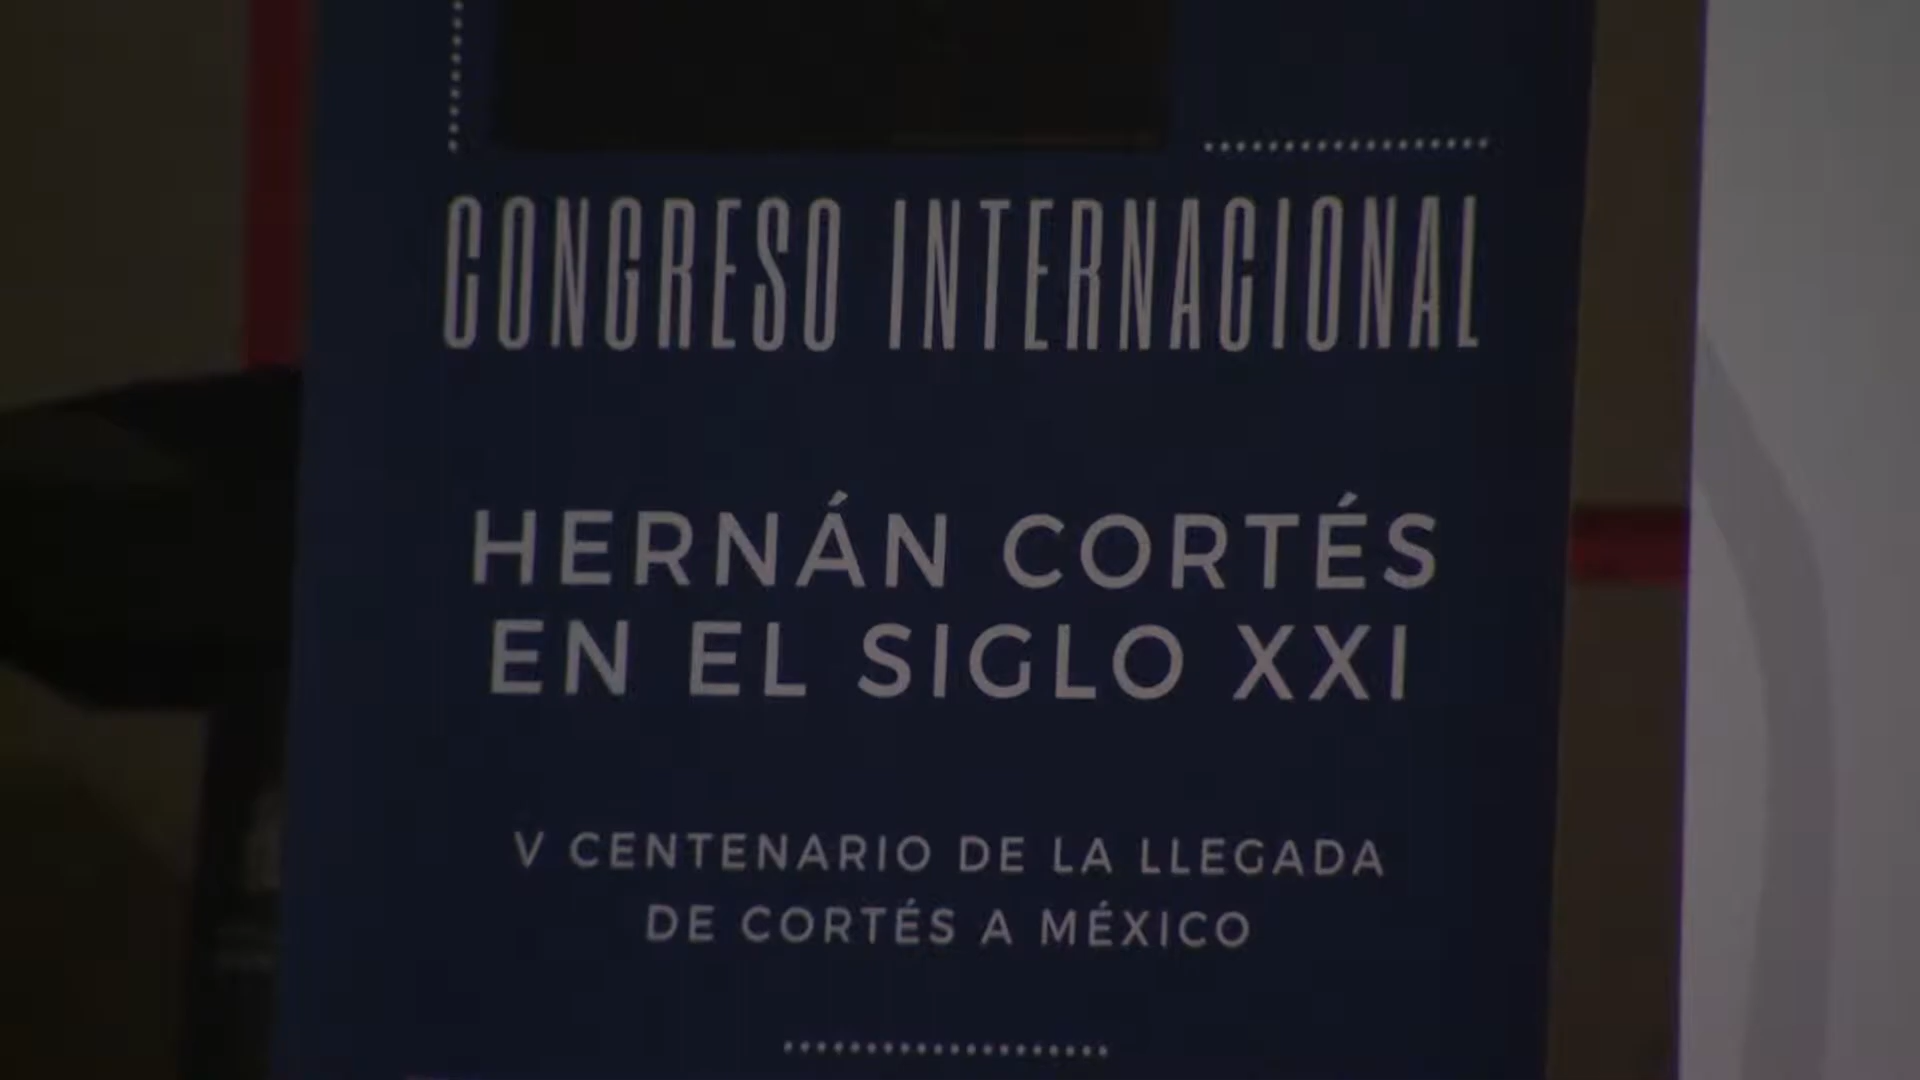 CONGRESO INTERNACIONAL
HERNÁN CORTÉS
EN EL SIGLO XXI
V CENTENARIO DE LA LLEGADA
DE CORTÉS A MÉXICO